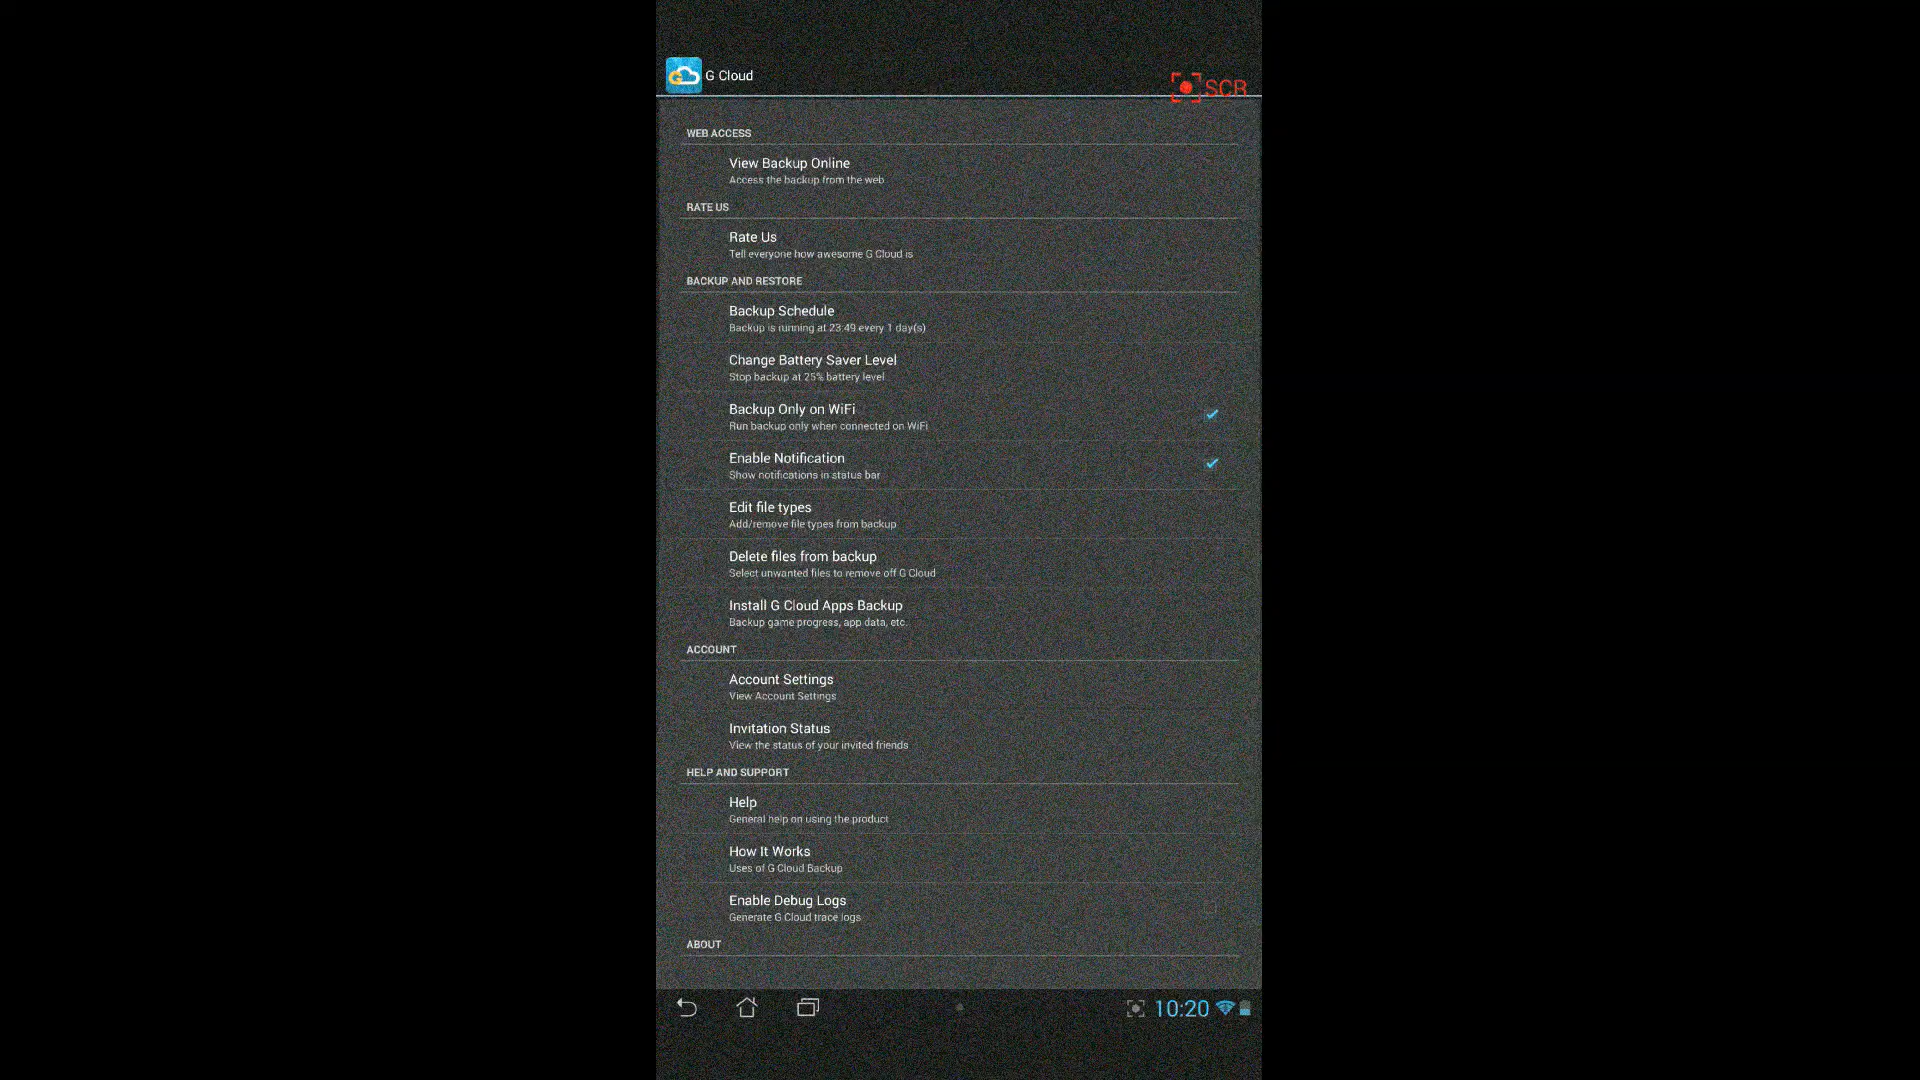 G Cloud
SCR
WEB ACCESS
View Backup Online
Access the backup from the web
RATE US
Rate Us
Tell everyone how awesome G Cloud is
BACKUP AND RESTORE
Backup Schedule
Backup is running at 23:49 every 1 day(s)
Change Battery Saver Level
Stop backup at 25% battery level
Backup Only on WiFi
Run backup only when connected on WiFi
Enable Notification
Show notifications in status bar
Edit file types
Add/remove file types from backup
Delete files from backup
Select unwanted files to remove off G Cloud
Install G Cloud Apps Backup
Backup game progress, app data, etc.
ACCOUNT
Account Settings
View Account Settings
Invitation Status
View the status of your invited friends
HELP AND SUPPORT
Help
General help on using the product
How It Works
Uses of G Cloud Backup
Enable Debug Logs
Generate G Cloud trace logs
ABOUT
10:20